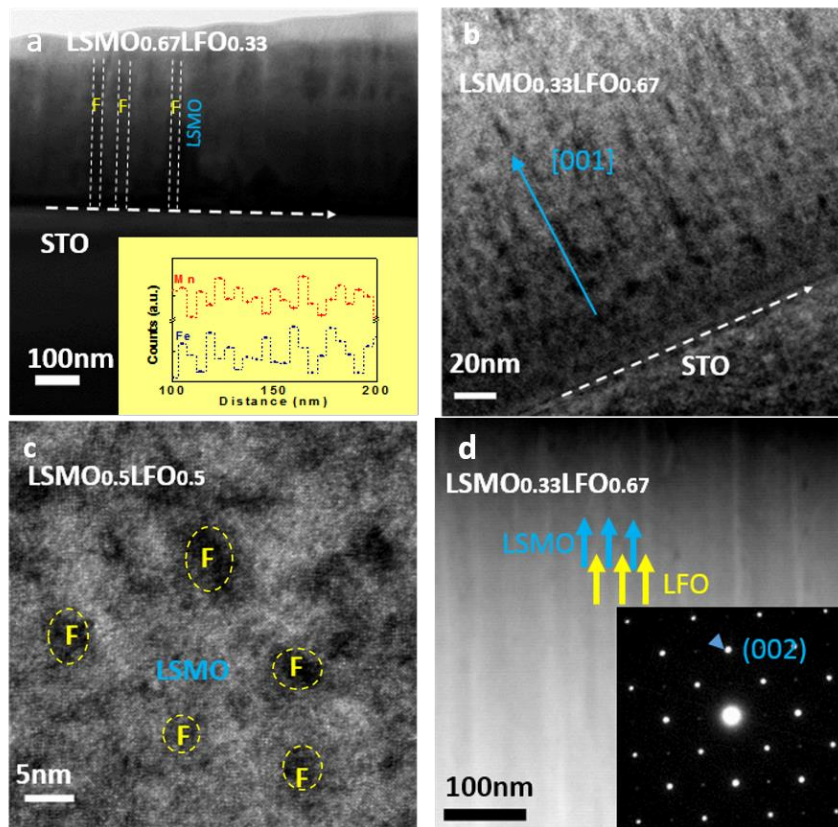 a
LSMO0.67LFO0.33
F
F
F
LSMO
STO
100nm
Mn
Fe
Counts (a.u.)
100
150
200
Distance (nm)
b
LSMO0.33LFO0.67
[001]
STO
20nm
c
LSMO0.5LFO0.5
F
F
LSMO
F
F
F
5nm
d
LSMO0.33LFO0.67
LSMO
LFO
(002)
100nm